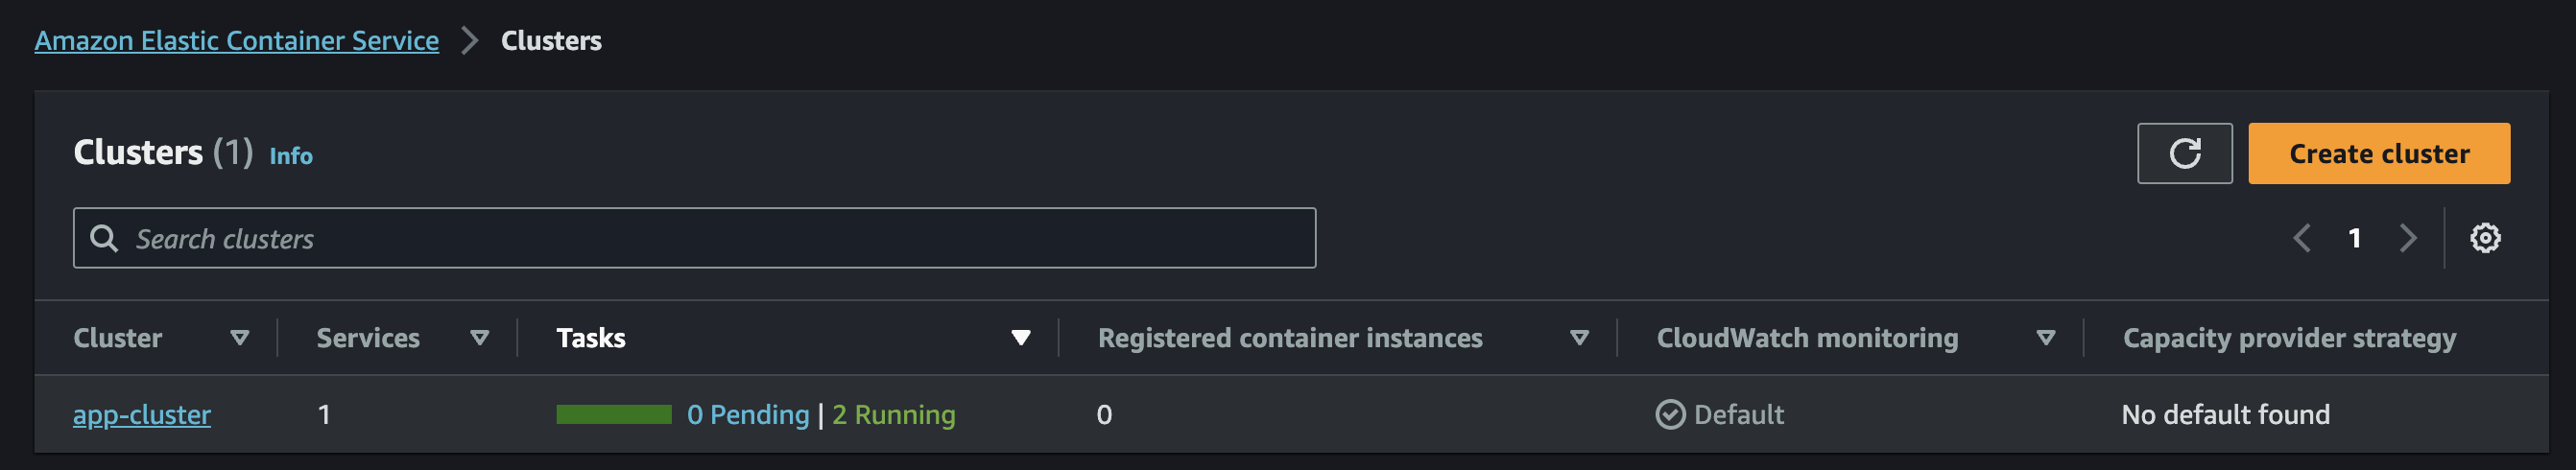 Amazon Elastic Container Service > Clusters
Clusters (1) Info
Create cluster
Search clusters
1
Cluster Services Tasks Registered container instances CloudWatch monitoring Capacity provider strategy
app-cluster 1 0 Pending | 2 Running 0 Default No default found